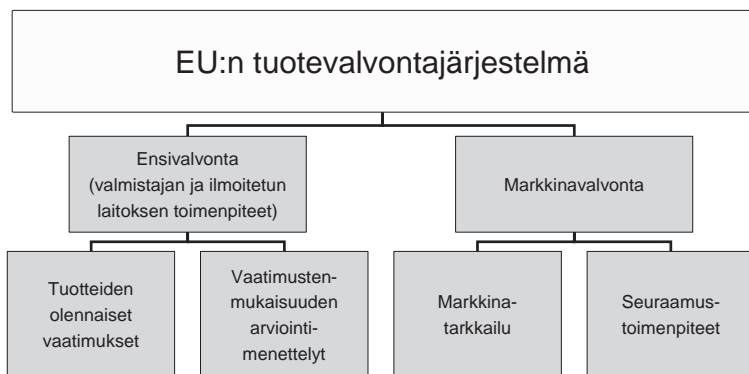 EU:n tuotevalvontajärjestelmä
Ensivalvonta
(valmistajan ja ilmoitetun
laitoksen toimenpiteet)
Markkinavalvonta
Tuotteiden
olennaiset
vaatimukset
Vaatimusten-
mukaisuuden
arviointi-
menettelyt
Markkina-
tarkkailu
Seuraamus-
toimenpiteet